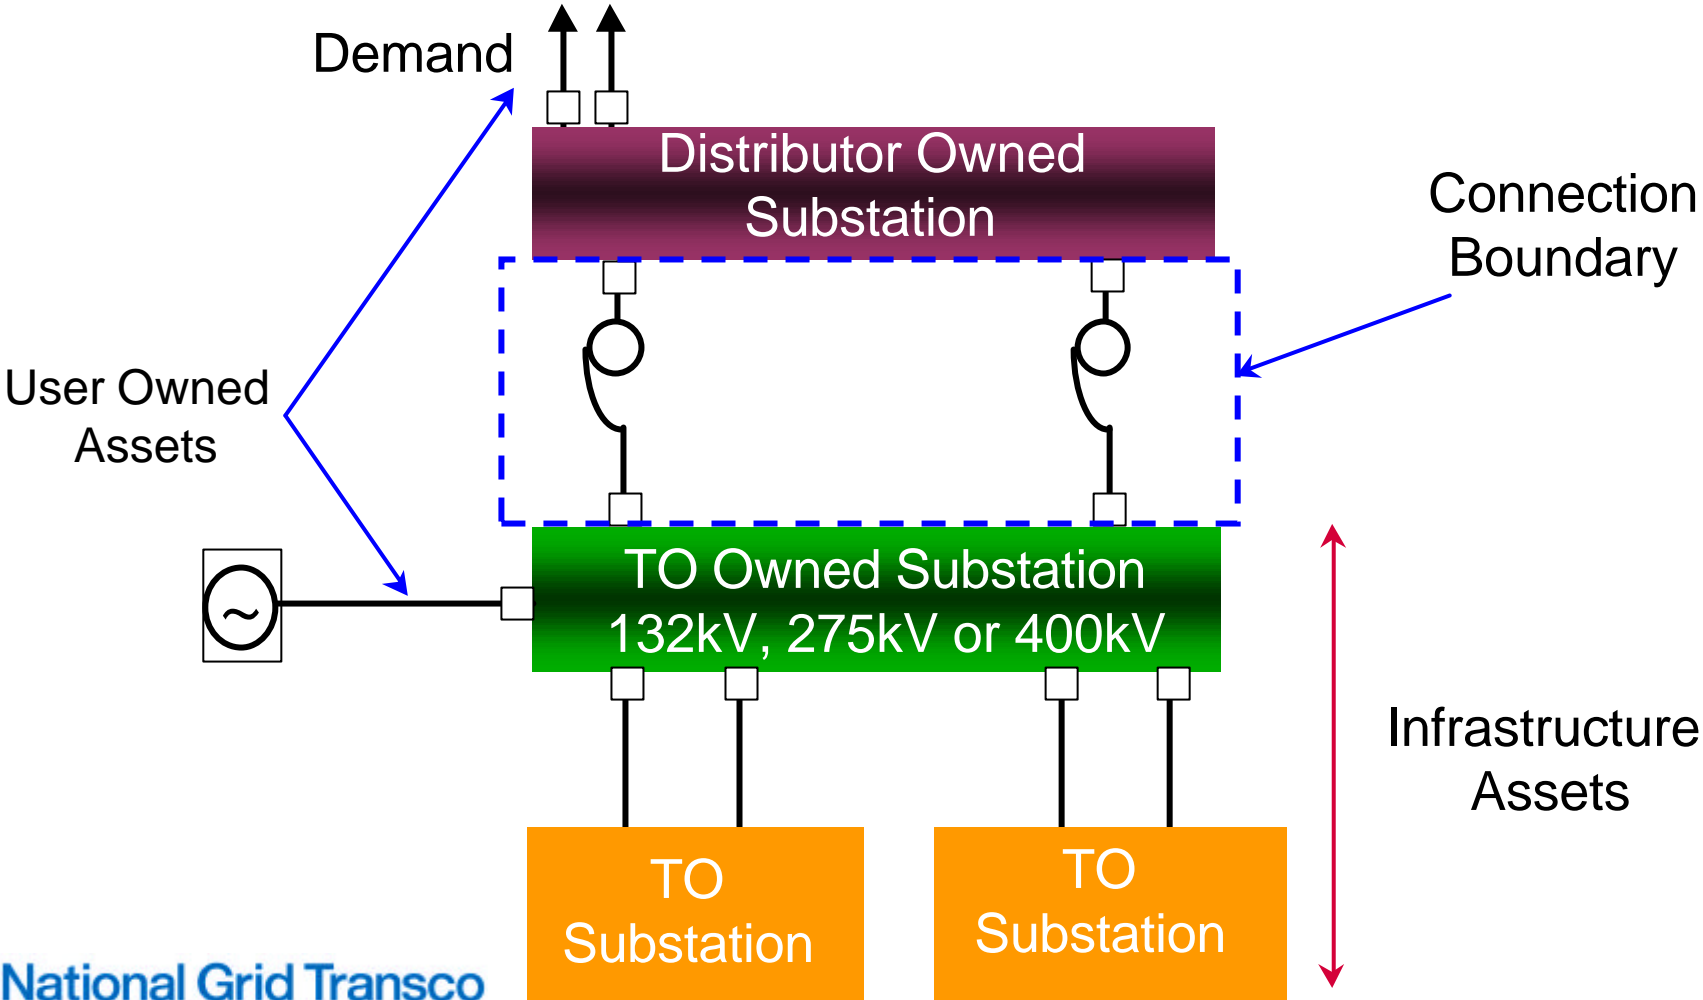 Demand
Distributor Owned
Substation
Connection
Boundary
User Owned
Assets
TO Owned Substation
132kV, 275kV or 400kV
~
Infrastructure
Assets
TO
Substation
TO
Substation
National Grid Transco